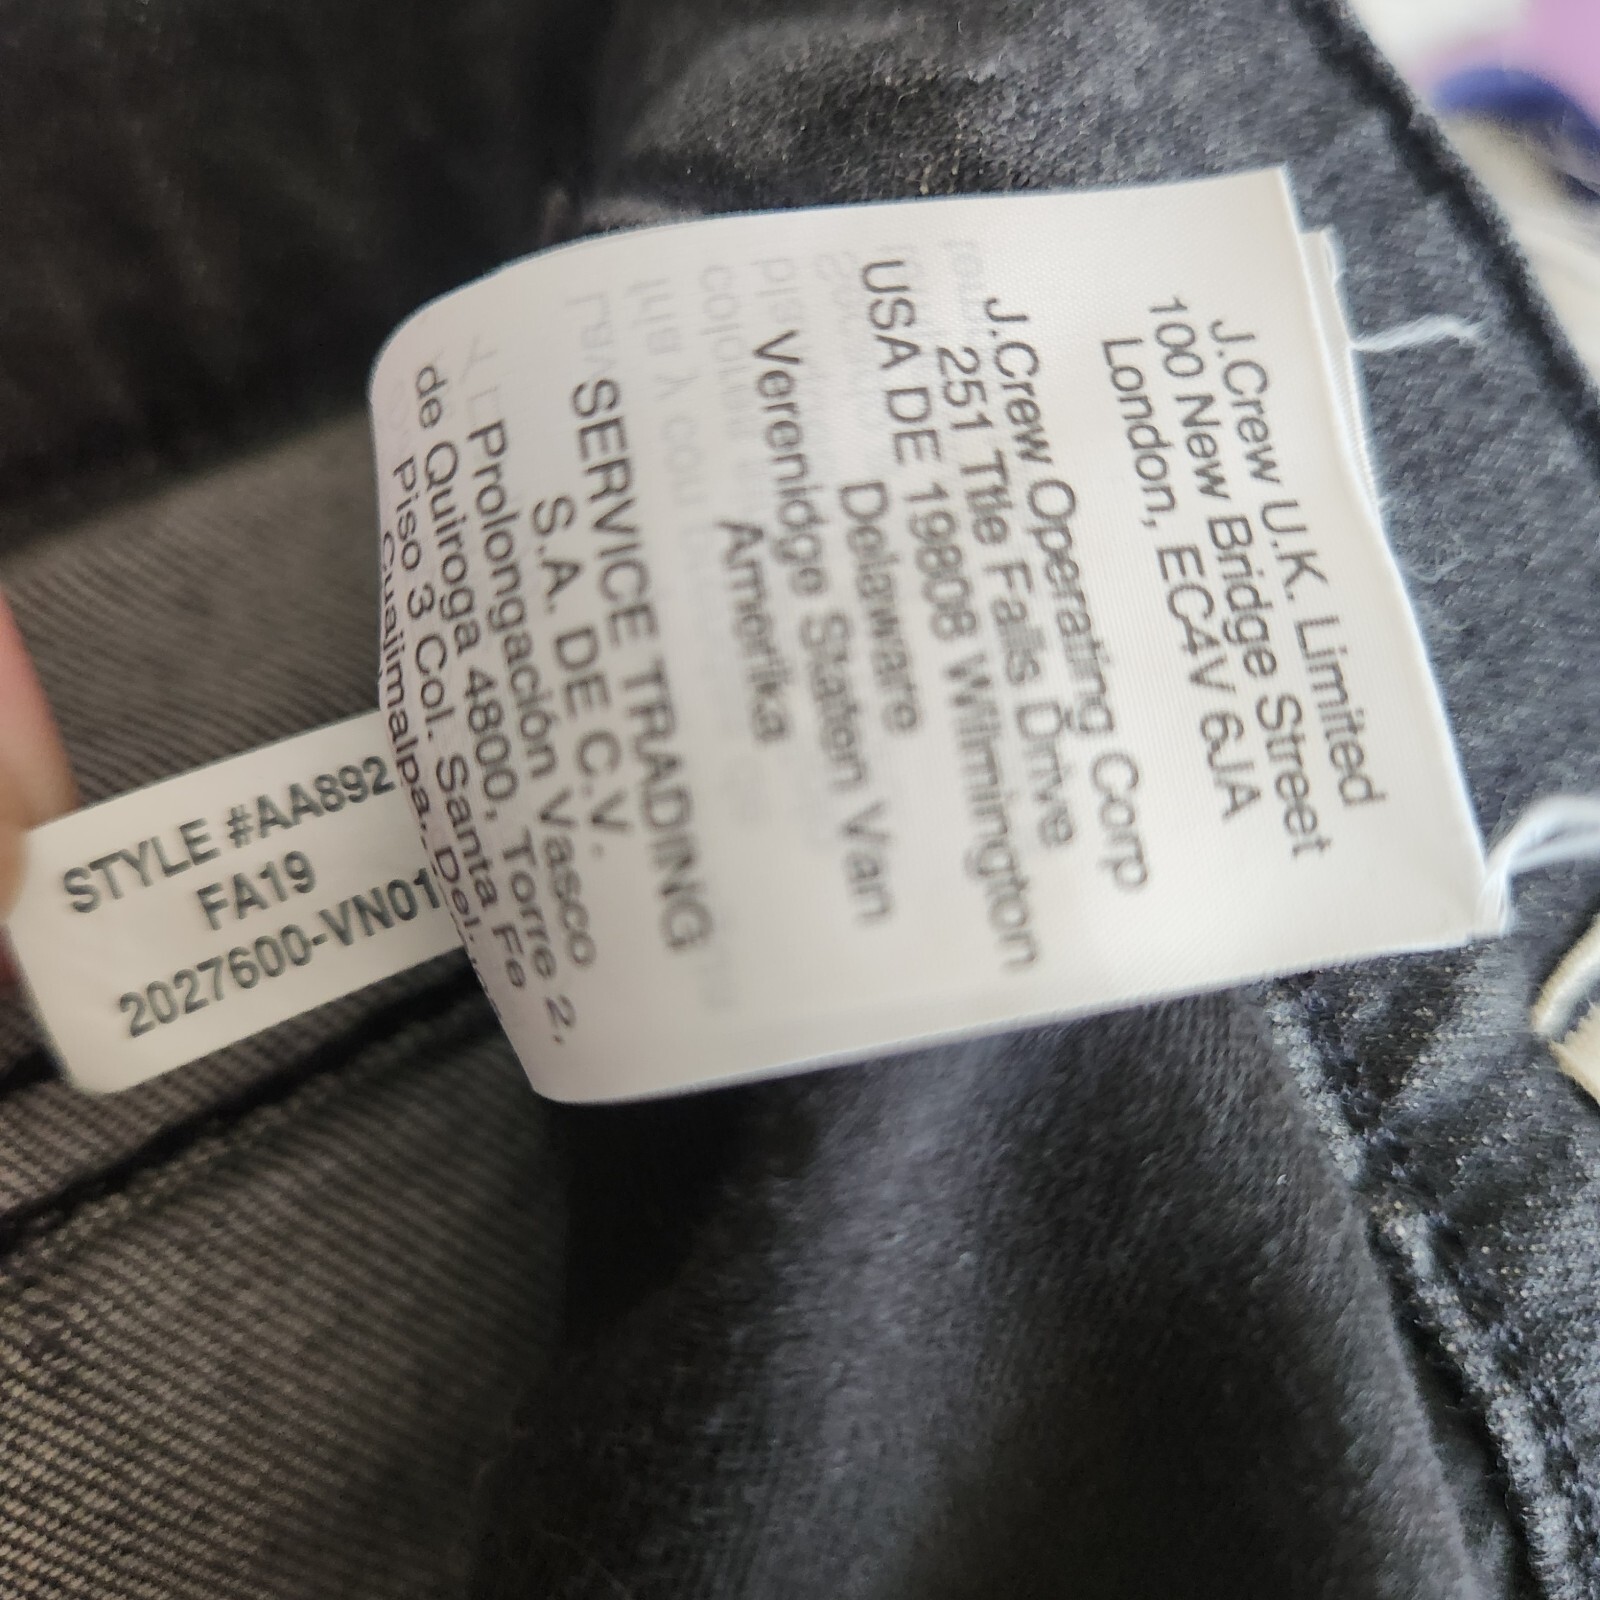 J.Crew U.K. Limited
100 New Bridge Street
London, EC4V 6JA
J.Crew Operating Corp
251 Ttle Falls Drive
USA DE 19808 Wilmington
Delaware
Verenidge Staten Van
Amerika
SERVICE TRADING
S.A. DE C.V.
Prolongación Vasco
de Quiroga 4800, Torre 2,
Piso 3 Col. Santa Fe
Cuajimalpa, Del.
STYLE #AA892
FA19
2027600-VN01